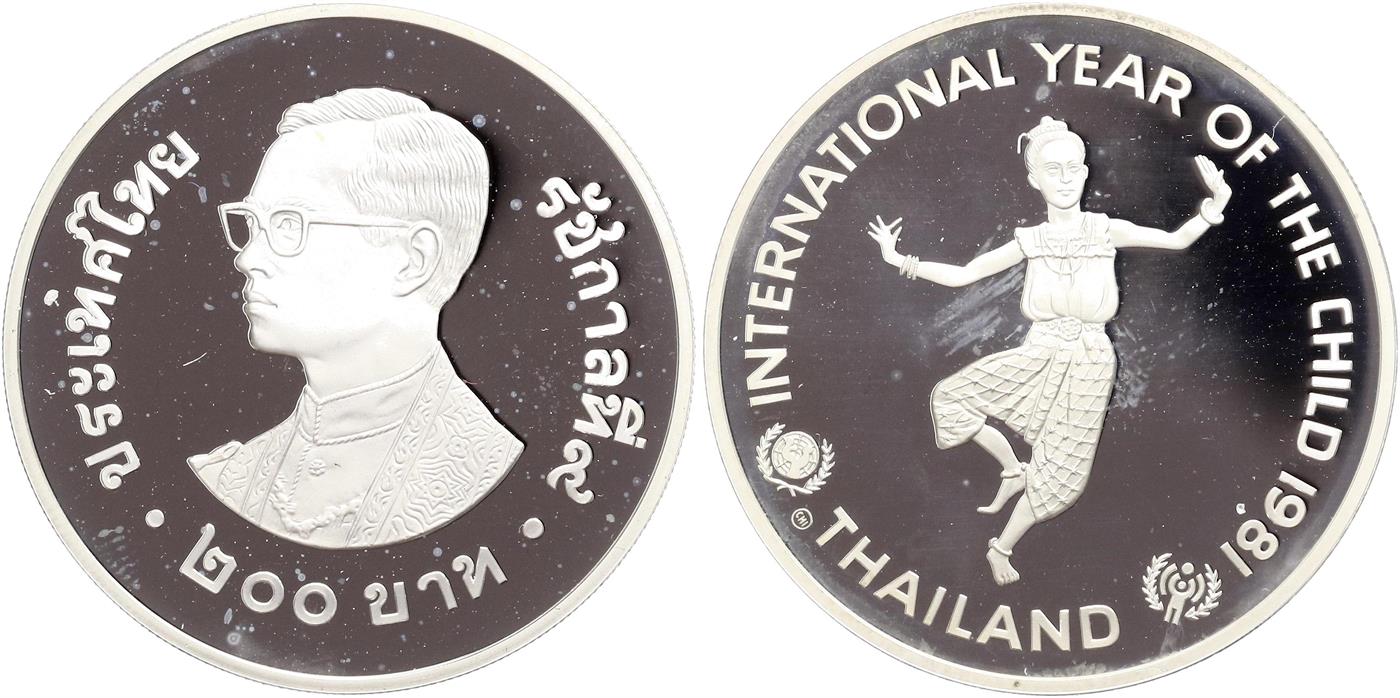 ประเทศไทย
รัชกาลที่๙
๒๐๐ บาท
INTERNATIONAL YEAR OF THE CHILD 1981
THAILAND
CHI